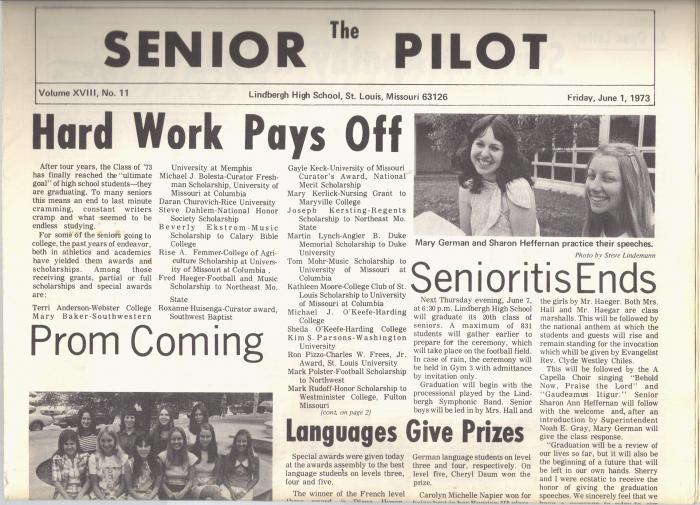 The
SENIOR PILOT
Volume XVIII, No. 11
Lindbergh High School, St. Louis, Missouri 63126
Friday, June 1, 1973
Hard Work Pays Off
After four years, the Class of '73
has finally reached the "ultimate
goal" of high school students—they
are graduating. To many seniors
this means an end to last minute
cramming, constant writers
cramp and what seemed to be
endless studying.
For some of the seniors going to
college, the past years of endeavor,
both in athletics and academics
have yielded them awards and
scholarships. Among those
receiving grants, partial or full
scholarships and special awards
are:
Terri Anderson-Webster College
Mary Baker-Southwestern
University at Memphis
Michael J. Bolesta-Curator Fresh-
man Scholarship, University of
Missouri at Columbia
Daran Churovich-Rice University
Steve Dahlem-National Honor
Society Scholarship
Beverly Ekstrom-Music
Scholarship to Calary Bible
College
Rise A. Femmer-College of Agri-
culture Scholarship at Univers-
ity of Missouri at Columbia.
Fred Haeger-Football and Music
Scholarship to Northeast Mo.
State
Roxanne Huisenga-Curator award,
Southwest Baptist
Gayle Keck-University of Missouri
Curator's Award, National
Merit Scholarship
Mary Kerlick-Nursing Grant to
Maryville College
Joseph Kersting-Regents
Scholarship to Northeast Mo.
State
Martin Lynch-Angier B. Duke
Memorial Scholarship to Duke
University
Tom Mohr-Music Scholarship to
University of Missouri at
Columbia
Kathleen Moore-College Club of St.
Louis Scholarship to University
of Missouri at Columbia
Michael J. O'Keefe-Harding
College
Sheila O'Keefe-Harding College
Kim S. Parsons-Washington
University
Ron Pizzo-Charles W. Frees, Jr.
Award, St. Louis University
Mark Polster-Football Scholarship
to Northwest
Mark Rudoff-Honor Scholarship to
Westminister College, Fulton
Missouri
(cont. on page 2)
Mary German and Sharon Heffernan practice their speeches.
Photo by Steve Lindemann
Senioritis Ends
Next Thursday evening, June 7,
at 6:30 p.m. Lindbergh High School
will graduate its 20th class of
seniors. A maximum of 831
students will gather earlier to
prepare for the ceremony, which
will take place on the football field.
In case of rain, the ceremony will
be held in Gym 3 with admittance
by invitation only.
Graduation will begin with the
processional played by the Lind-
bergh Symphonic Band. Senior
boys will be led in by Mrs. Hall and
the girls by Mr. Haeger. Both Mrs.
Hall and Mr. Haegar are class
marshalls. This will be followed by
the national anthem at which the
students and guests will rise and
remain standing for the invocation
which whill be given by Evangelist
Rev. Clyde Westley Chiles.
This will be followed by the A
Capella Choir singing "Behold
Now, Praise the Lord" and
"Gaudeamus Itigur." Senior
Sharon Ann Heffernan will follow
with the welcome and, after an
introduction by Superintendent
Noah E. Gray, Mary German will
give the class response.
"Graduation will be a review of
our lives so far, but it will also be
the beginning of a future that will
be left in our own hands. Sherry
and I were ecstatic to receive the
honor of giving the graduation
speeches. We sincerely feel that we
Prom Coming
Languages Give Prizes
Special awards were given today
at the awards assembly to the best
language students on levels three,
four and five.
The winner of the French level
German language students on level
three and four, respectively. On
level five, Cheryl Daum won the
prize.
Carolyn Michelle Napier won for